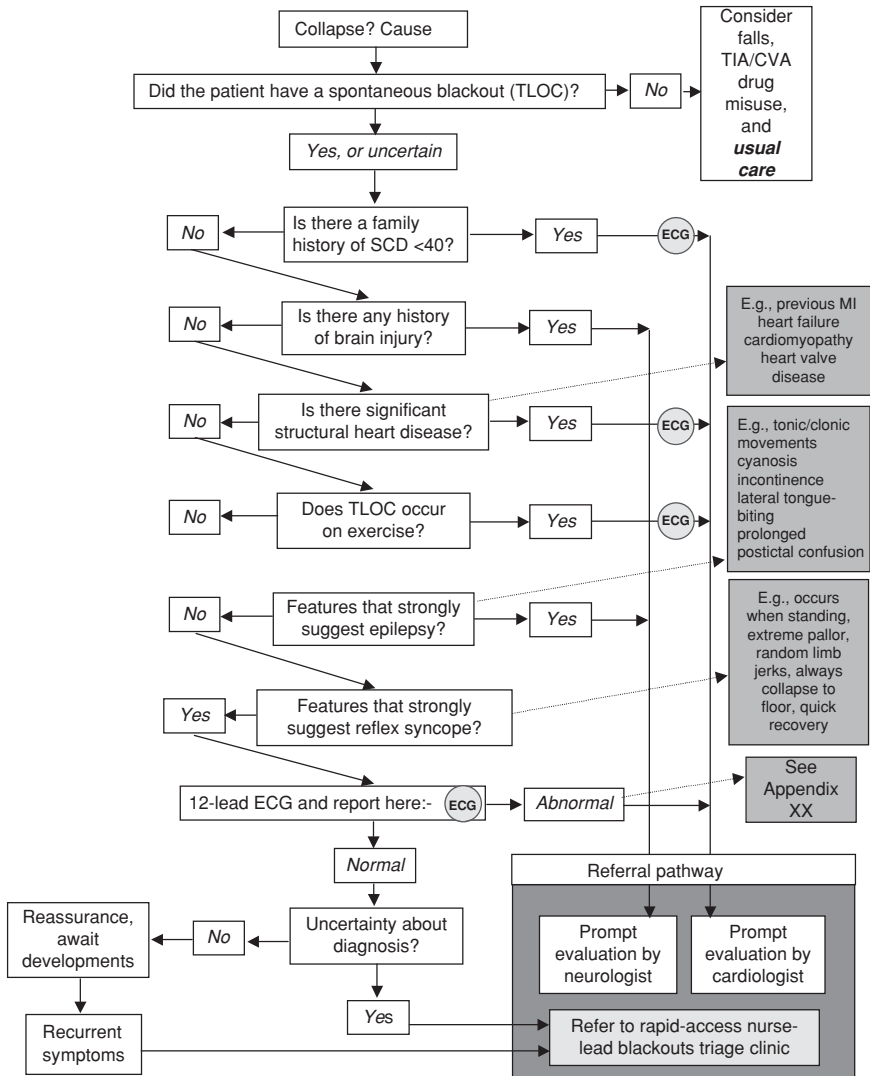 Collapse? Cause
Did the patient have a spontaneous blackout (TLOC)?
No
Consider
falls,
TIA/CVA
drug
misuse,
and
usual
care
Yes, or uncertain
No
Is there a family
history of SCD <40?
Yes
ECG
No
Is there any history
of brain injury?
Yes
E.g., previous MI
heart failure
cardiomyopathy
heart valve
disease
No
Is there significant
structural heart disease?
Yes
ECG
E.g., tonic/clonic
movements
cyanosis
incontinence
lateral tongue-
biting
prolonged
postictal confusion
No
Does TLOC occur
on exercise?
Yes
ECG
No
Features that strongly
suggest epilepsy?
Yes
E.g., occurs
when standing,
extreme pallor,
random limb
jerks, always
collapse to
floor, quick
recovery
Yes
Features that strongly
suggest reflex syncope?
12-lead ECG and report here:-
ECG
Abnormal
See
Appendix
XX
Normal
Referral pathway
Reassurance,
await
developments
No
Uncertainty about
diagnosis?
Prompt
evaluation by
neurologist
Prompt
evaluation by
cardiologist
Yes
Recurrent
symptoms
Refer to rapid-access nurse-
lead blackouts triage clinic